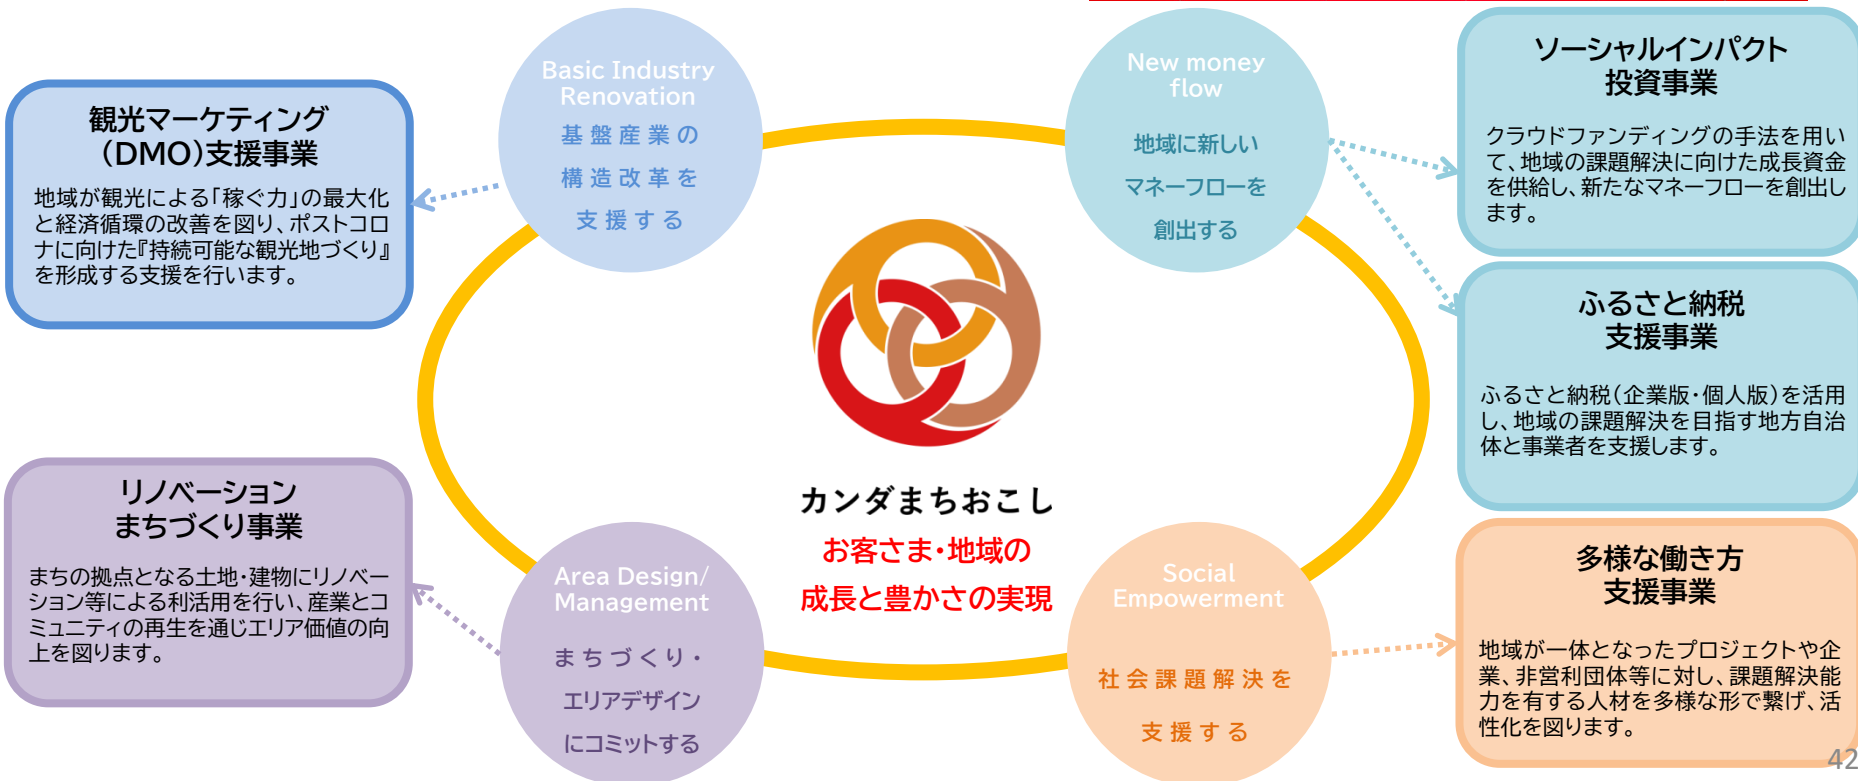 Basic Industry
Renovation
基盤産業の
構造改革を
支援する
観光マーケティング
(DMO)支援事業
地域が観光による「稼ぐ力」の最大化
と経済循環の改善を図り、ポストコロ
ナに向けた『持続可能な観光地づくり』
を形成する支援を行います。
New money
flow
地域に新しい
マネーフローを
創出する
ソーシャルインパクト
投資事業
クラウドファンディングの手法を用い
て、地域の課題解決に向けた成長資金
を供給し、新たなマネーフローを創出し
ます。
ふるさと納税
支援事業
ふるさと納税(企業版・個人版)を活用
し、地域の課題解決を目指す地方自治
体と事業者を支援します。
カンダまちおこし
お客さま・地域の
成長と豊かさの実現
リノベーション
まちづくり事業
まちの拠点となる土地・建物にリノベー
ション等による利活用を行い、産業とコ
ミュニティの再生を通じエリア価値の向
上を図ります。
Area Design/
Management
まちづくり・
エリアデザイン
にコミットする
Social
Empowerment
社会課題解決を
支援する
多様な働き方
支援事業
地域が一体となったプロジェクトや企
業、非営利団体等に対し、課題解決能
力を有する人材を多様な形で繋げ、活
性化を図ります。
42